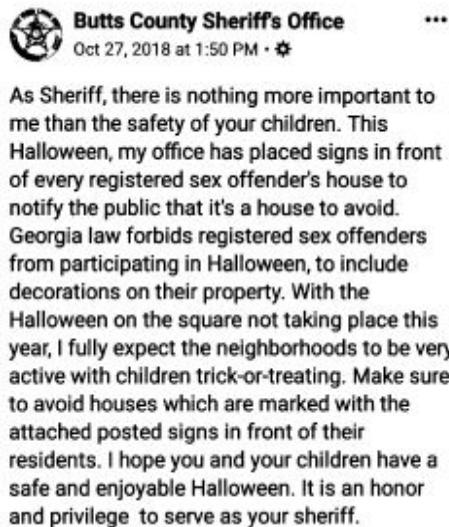 Butts County Sheriff's Office
Oct 27, 2018 at 1:50 PM ·
As Sheriff, there is nothing more important to
me than the safety of your children. This
Halloween, my office has placed signs in front
of every registered sex offender's house to
notify the public that it's a house to avoid.
Georgia law forbids registered sex offenders
from participating in Halloween, to include
decorations on their property. With the
Halloween on the square not taking place this
year, I fully expect the neighborhoods to be very
active with children trick-or-treating. Make sure
to avoid houses which are marked with the
attached posted signs in front of their
residents. I hope you and your children have a
safe and enjoyable Halloween. It is an honor
and privilege to serve as your sheriff.